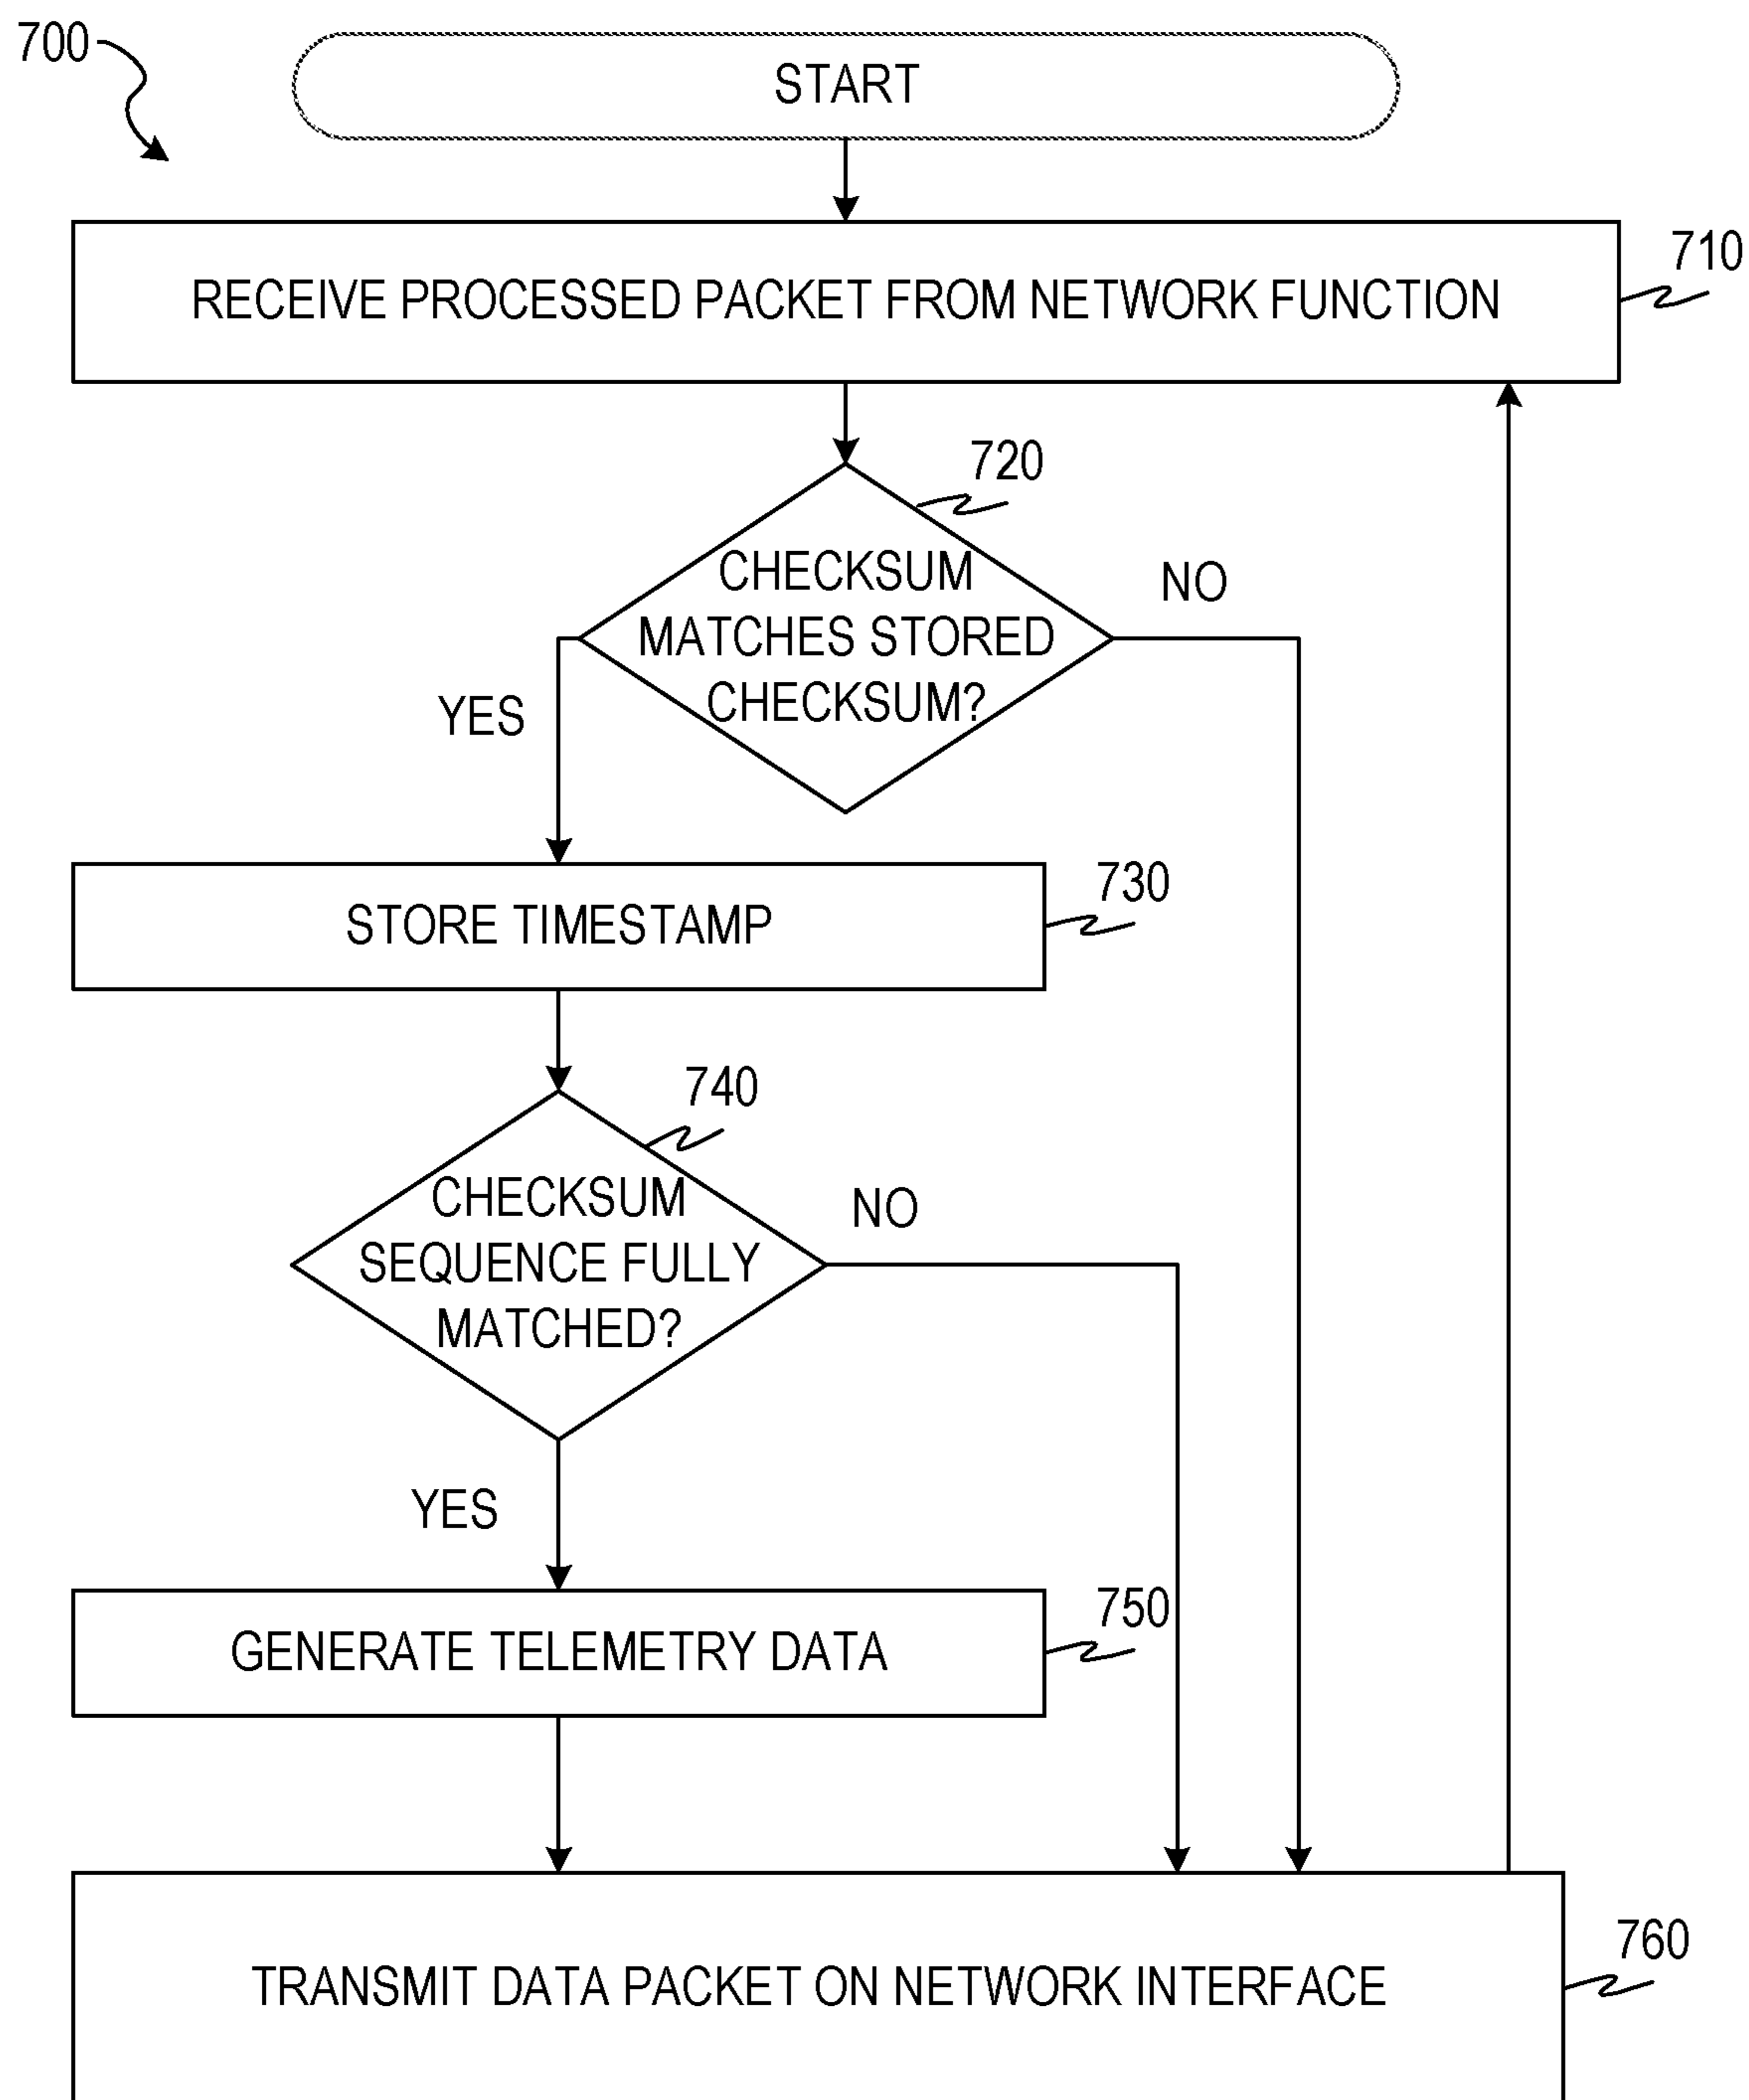 700
START
RECEIVE PROCESSED PACKET FROM NETWORK FUNCTION
710
720
CHECKSUM
MATCHES STORED
CHECKSUM?
NO
YES
STORE TIMESTAMP
730
740
CHECKSUM
SEQUENCE FULLY
MATCHED?
NO
YES
GENERATE TELEMETRY DATA
750
TRANSMIT DATA PACKET ON NETWORK INTERFACE
760